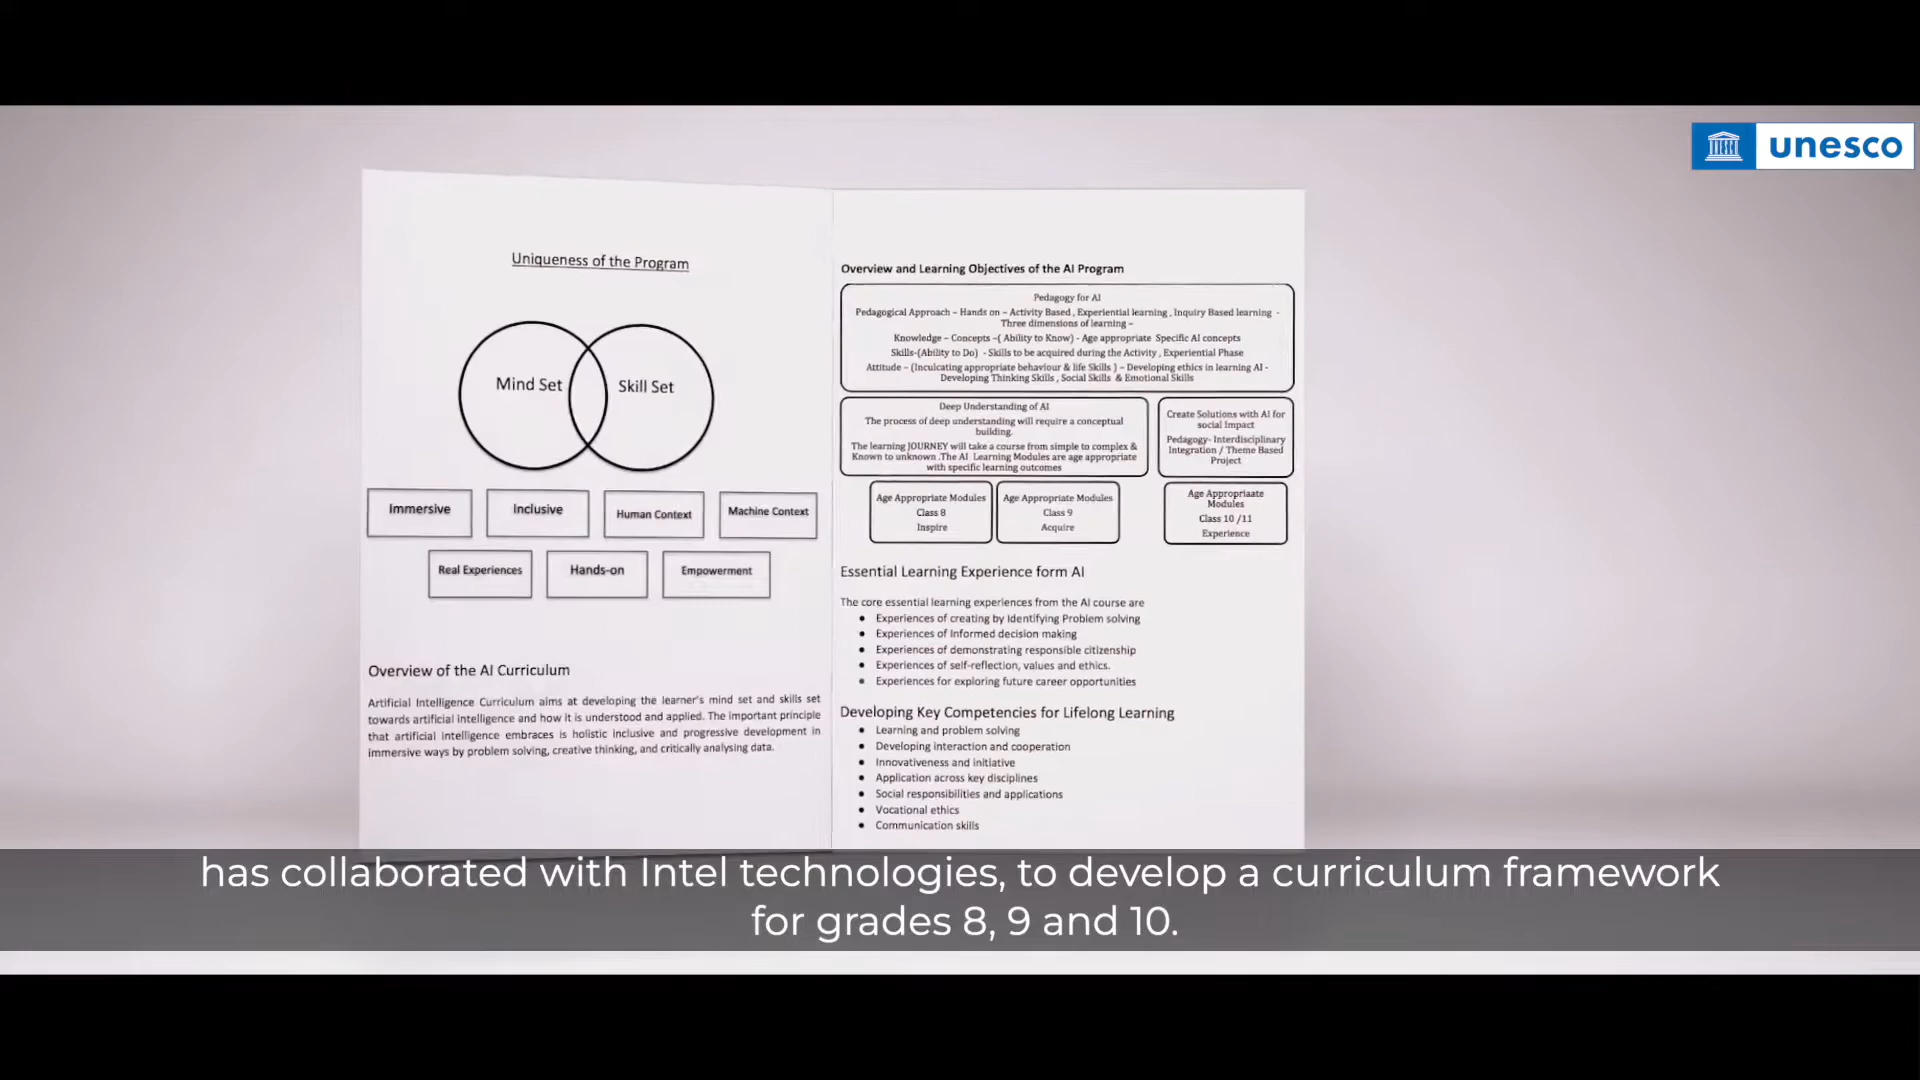 unesco
Uniqueness of the Program
Mind Set
Skill Set
Immersive
Inclusive
Human Context
Machine Context
Real Experiences
Hands-on
Empowerment
Overview of the AI Curriculum
Artificial Intelligence Curriculum aims at developing the learner's mind set and skills set
towards artificial intelligence and how it is understood and applied. The important principle
that artificial intelligence embraces is holistic inclusive and progressive development in
immersive ways by problem solving, creative thinking, and critically analysing data.
Overview and Learning Objectives of the AI Program
Pedagogy for AI
Pedagogical Approach – Hands on – Activity Based , Experiential learning , Inquiry Based learning -
Three dimensions of learning –
Knowledge – Concepts –( Ability to Know) - Age appropriate Specific AI concepts
Skills-(Ability to Do) - Skills to be acquired during the Activity , Experiential Phase
Attitude – (Inculcating appropriate behaviour & life Skills ) – Developing ethics in learning AI -
Developing Thinking Skills , Social Skills & Emotional Skills
Deep Understanding of AI
The process of deep understanding will require a conceptual
building.
The learning JOURNEY will take a course from simple to complex &
Known to unknown .The AI Learning Modules are age appropriate
with specific learning outcomes
Create Solutions with AI for
social Impact
Pedagogy- Interdisciplinary
Integration / Theme Based
Project
Age Appropriate Modules
Class 8
Inspire
Age Appropriate Modules
Class 9
Acquire
Age Appropriaate
Modules
Class 10 /11
Experience
Essential Learning Experience form AI
The core essential learning experiences from the AI course are
• Experiences of creating by Identifying Problem solving
• Experiences of Informed decision making
• Experiences of demonstrating responsible citizenship
• Experiences of self-reflection, values and ethics.
• Experiences for exploring future career opportunities
Developing Key Competencies for Lifelong Learning
• Learning and problem solving
• Developing interaction and cooperation
• Innovativeness and initiative
• Application across key disciplines
• Social responsibilities and applications
• Vocational ethics
• Communication skills
has collaborated with Intel technologies, to develop a curriculum framework
for grades 8, 9 and 10.